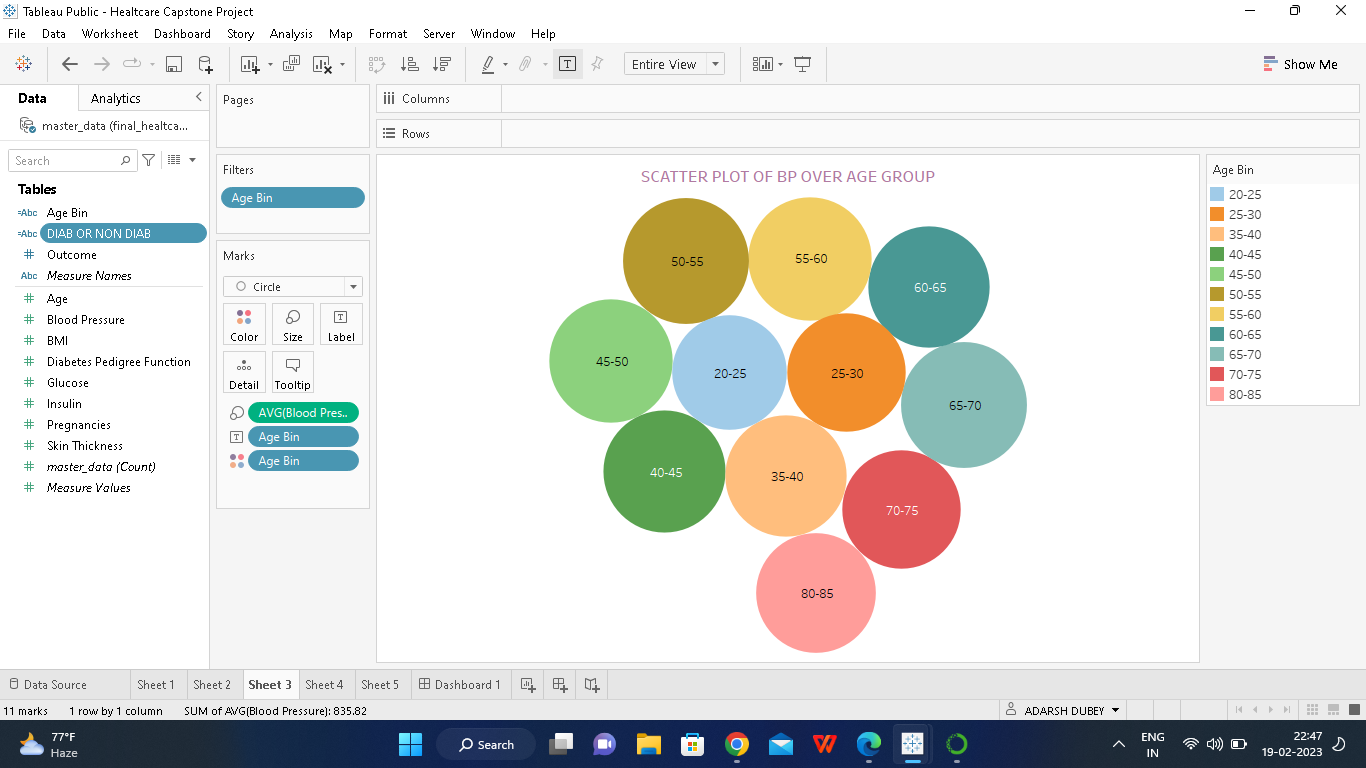 Tableau Public - Healtcare Capstone Project
File Data Worksheet Dashboard Story Analysis Map Format Server Window Help
Entire View
Show Me
Data Analytics
master_data (final_healtca...
Search
Tables
=Abc Age Bin
=Abc DIAB OR NON DIAB
Outcome
Abc Measure Names
Age
Blood Pressure
BMI
Diabetes Pedigree Function
Glucose
Insulin
Pregnancies
Skin Thickness
master_data (Count)
Measure Values
Pages
Filters
Age Bin
Marks
Circle
Color Size Label
Detail Tooltip
AVG(Blood Pres..
Age Bin
Age Bin
Columns
Rows
SCATTER PLOT OF BP OVER AGE GROUP
50-55
55-60
60-65
45-50
20-25
25-30
65-70
40-45
35-40
70-75
80-85
Age Bin
20-25
25-30
35-40
40-45
45-50
50-55
55-60
60-65
65-70
70-75
80-85
Data Source Sheet 1 Sheet 2 Sheet 3 Sheet 4 Sheet 5 Dashboard 1
11 marks 1 row by 1 column SUM of AVG(Blood Pressure): 835.82 ADARSH DUBEY
77°F
Haze
Search
ENG
IN
22:47
19-02-2023